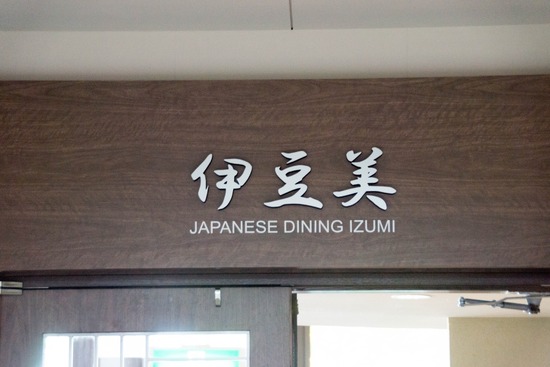 伊豆美
JAPANESE DINING IZUMI